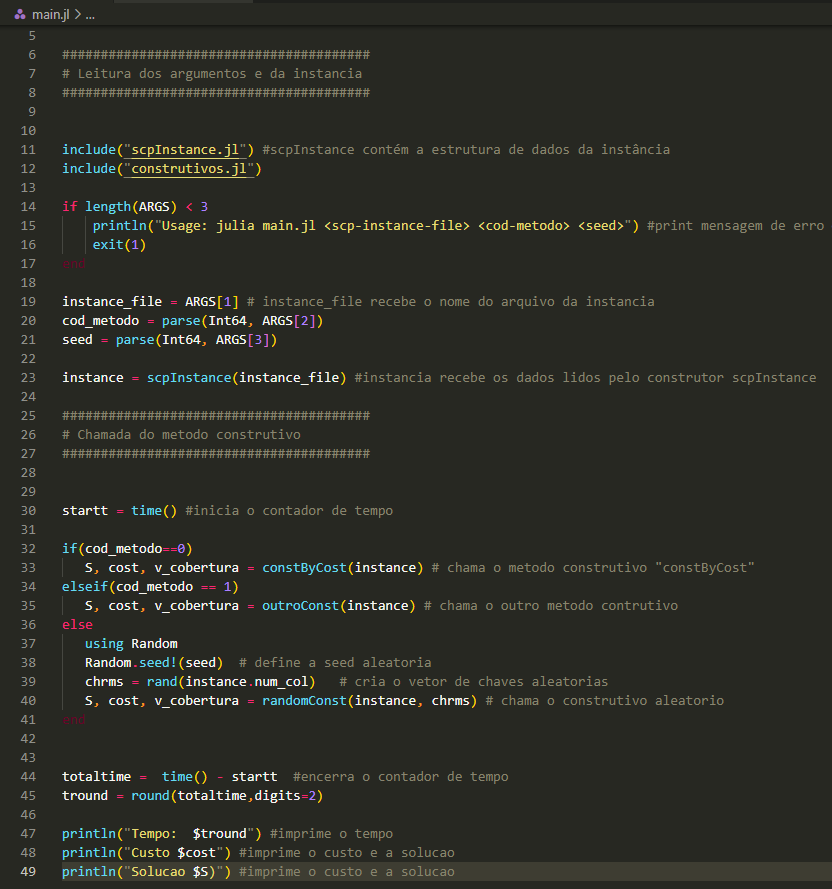 main.jl > ...
5
6 ########################################
7 # Leitura dos argumentos e da instancia
8 ########################################
9
10
11 include("scpInstance.jl") #scpInstance contém a estrutura de dados da instância
12 include("construtivos.jl")
13
14 if length(ARGS) < 3
15 println("Usage: julia main.jl <scp-instance-file> <cod-metodo> <seed>") #print mensagem de erro
16 exit(1)
17
18
19 instance_file = ARGS[1] # instance_file recebe o nome do arquivo da instancia
20 cod_metodo = parse(Int64, ARGS[2])
21 seed = parse(Int64, ARGS[3])
22
23 instance = scpInstance(instance_file) #instancia recebe os dados lidos pelo construtor scpInstance
24
25 ########################################
26 # Chamada do metodo construtivo
27 ########################################
28
29
30 startt = time() #inicia o contador de tempo
31
32 if(cod_metodo==0)
33 S, cost, v_cobertura = constByCost(instance) # chama o metodo construtivo "constByCost"
34 elseif(cod_metodo == 1)
35 S, cost, v_cobertura = outroConst(instance) # chama o outro metodo contrutivo
36 else
37 using Random
38 Random.seed!(seed) # define a seed aleatoria
39 chrms = rand(instance.num_col) # cria o vetor de chaves aleatorias
40 S, cost, v_cobertura = randomConst(instance, chrms) # chama o construtivo aleatorio
41
42
43
44 totaltime = time() - startt #encerra o contador de tempo
45 tround = round(totaltime,digits=2)
46
47 println("Tempo: $tround") #imprime o tempo
48 println("Custo $cost") #imprime o custo e a solucao
49 println("Solucao $S)") #imprime o custo e a solucao